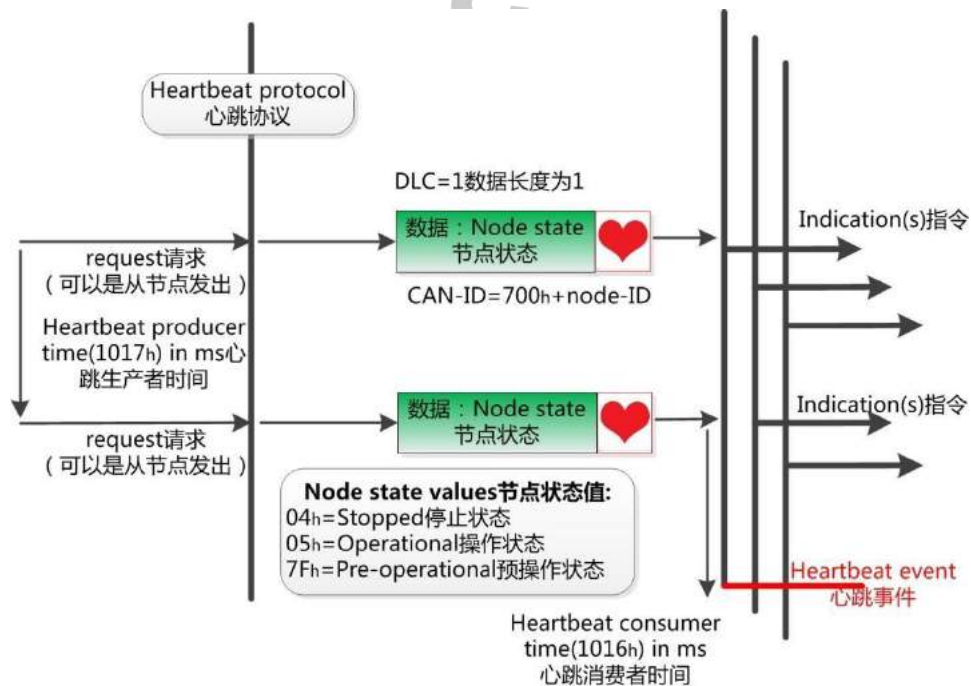 Heartbeat protocol
心跳协议
DLC=1数据长度为1
数据：Node state
节点状态
Indication(s)指令
request请求
（可以是从节点发出）
CAN-ID=700h+node-ID
Heartbeat producer
time(1017h) in ms心
跳生产者时间
数据：Node state
节点状态
Indication(s)指令
request请求
（可以是从节点发出）
Node state values节点状态值:
04h=Stopped停止状态
05h=Operational操作状态
7Fh=Pre-operational预操作状态
Heartbeat event
心跳事件
Heartbeat consumer
time(1016h) in ms
心跳消费者时间